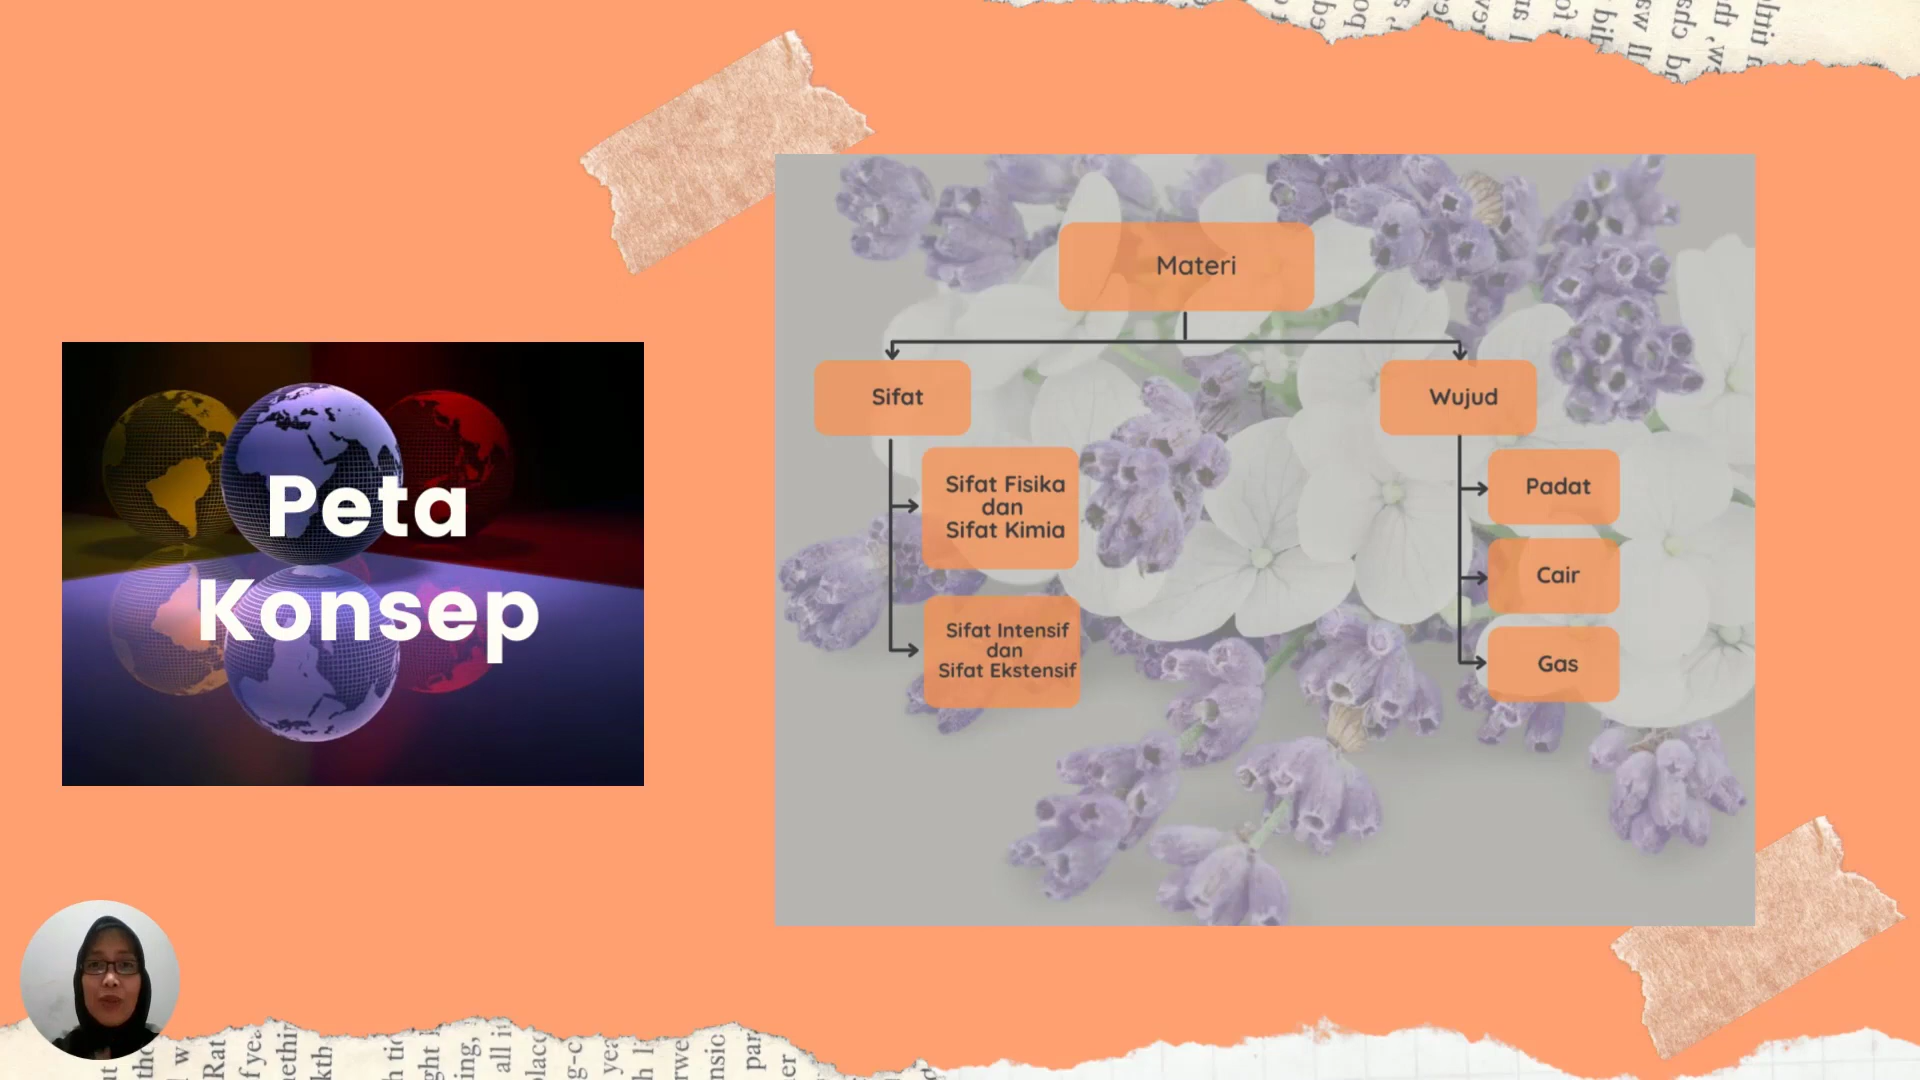 Peta
Konsep
Materi
Sifat
Wujud
Sifat Fisika
dan
Sifat Kimia
Sifat Intensif
dan
Sifat Ekstensif
Padat
Cair
Gas